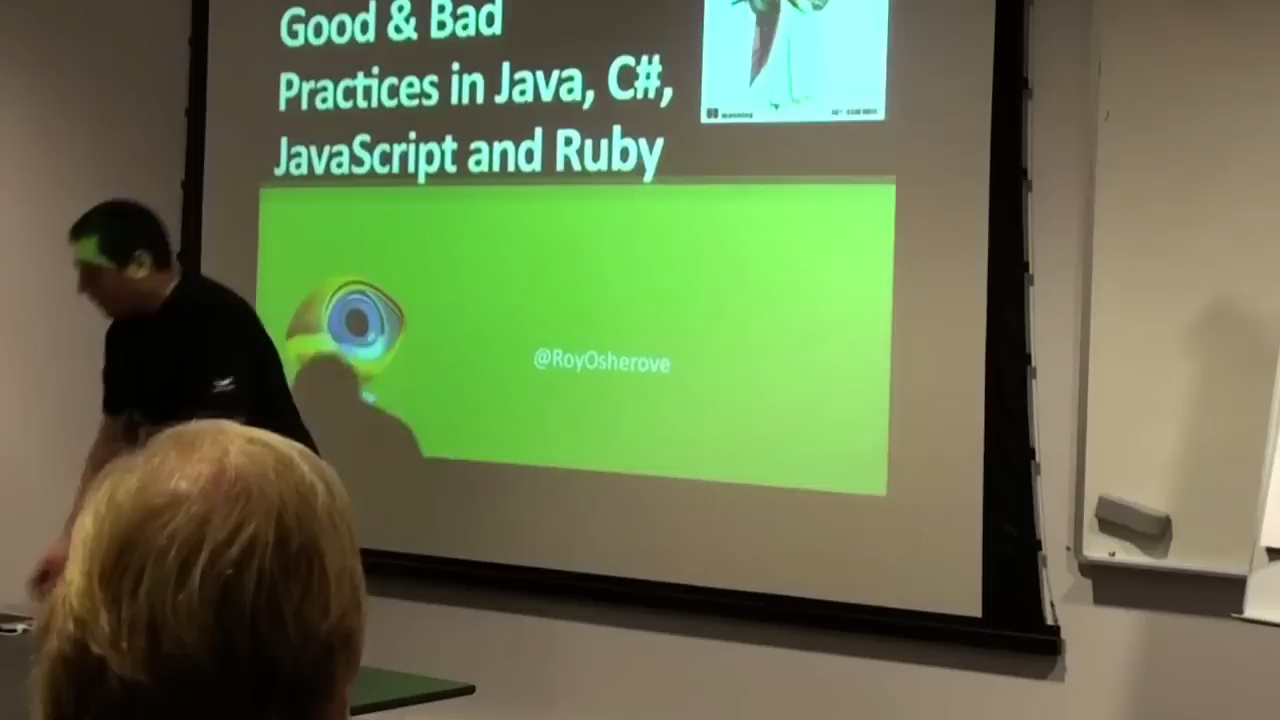 Good & Bad
Practices in Java, C#,
JavaScript and Ruby
@RoyOsherove